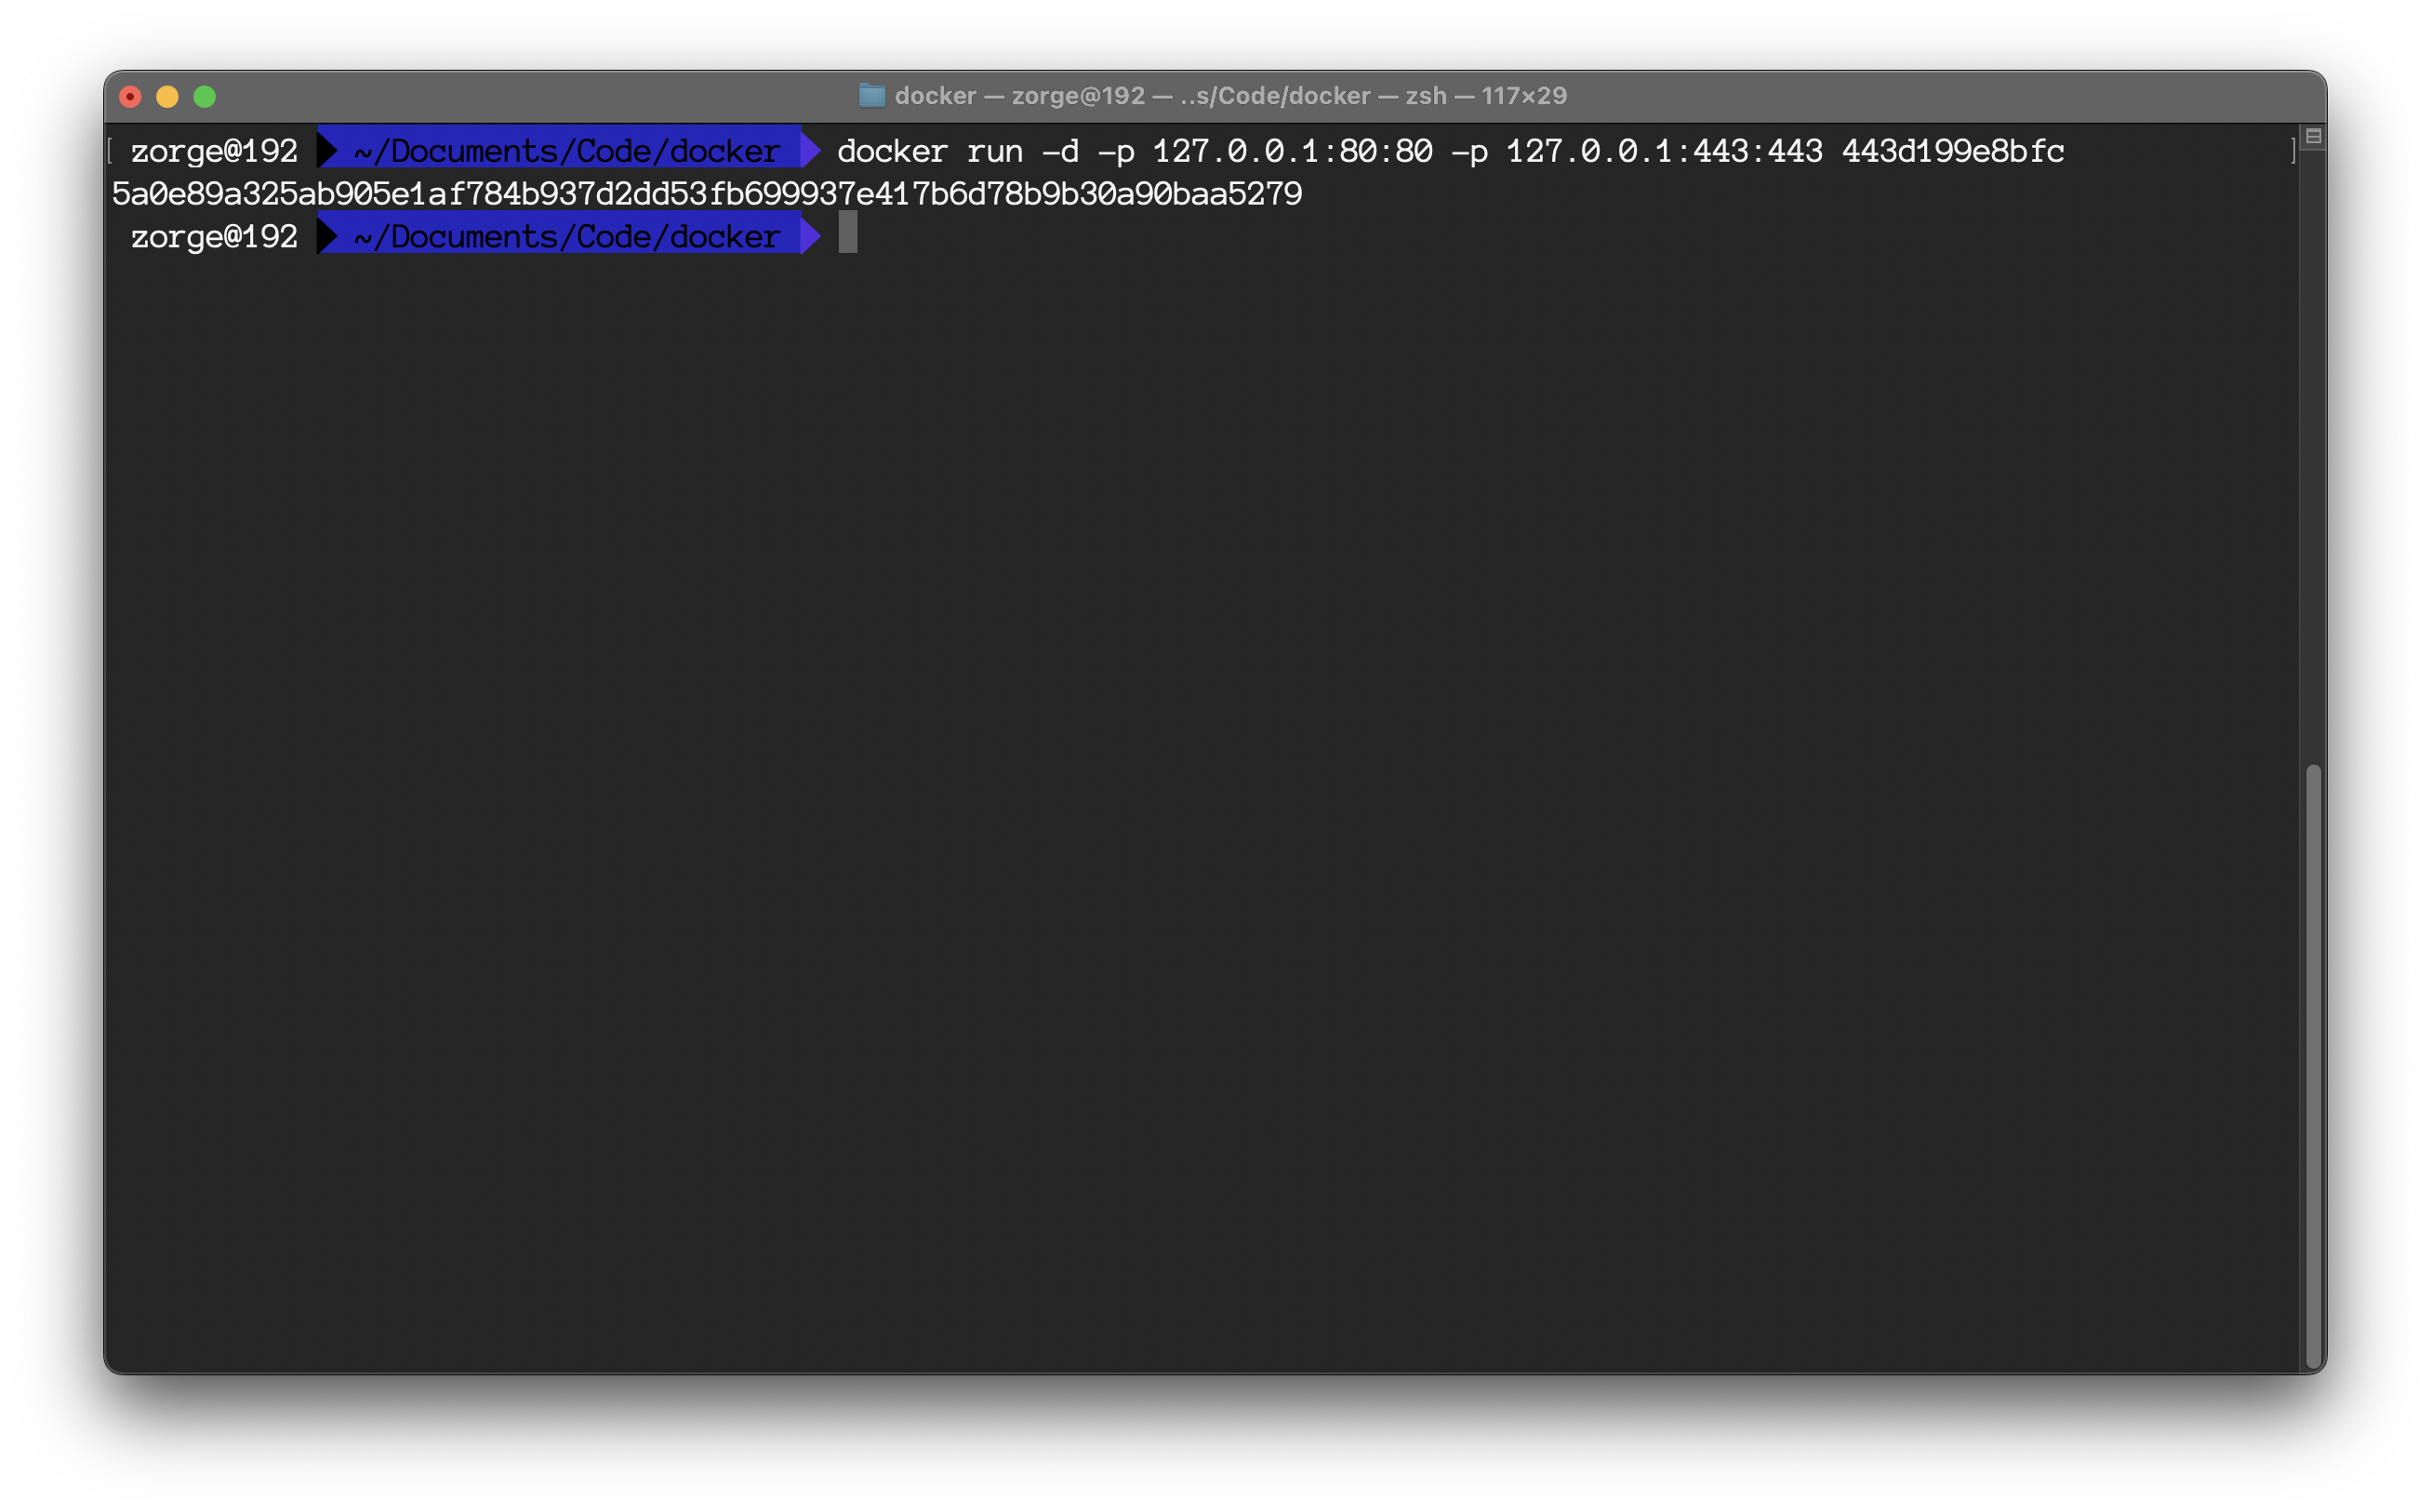 docker — zorge@192 — ..s/Code/docker — zsh — 117×29
[ zorge@192 ~/Documents/Code/docker docker run -d -p 127.0.0.1:80:80 -p 127.0.0.1:443:443 443d199e8bfc ]
5a0e89a325ab905e1af784b937d2dd53fb699937e417b6d78b9b30a90baa5279
zorge@192 ~/Documents/Code/docker